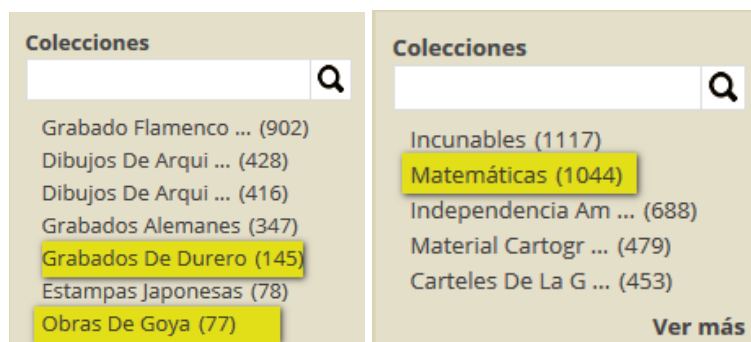 Colecciones
Grabado Flamenco ... (902)
Dibujos De Arqui ... (428)
Dibujos De Arqui ... (416)
Grabados Alemanes (347)
Grabados De Durero (145)
Estampas Japonesas (78)
Obras De Goya (77)
Colecciones
Incunables (1117)
Matemáticas (1044)
Independencia Am ... (688)
Material Cartogr ... (479)
Carteles De La G ... (453)
Ver más